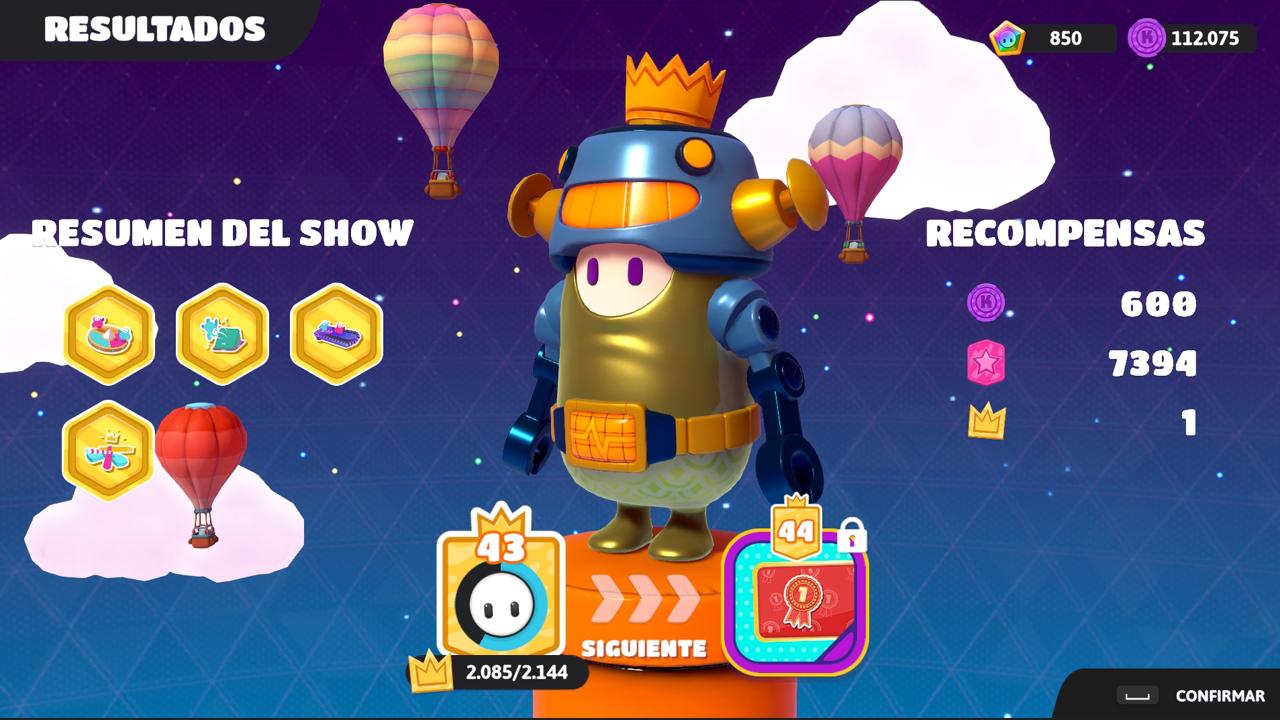 RESULTADOS
850
112.075
RESUMEN DEL SHOW
RECOMPENSAS
600
7394
1
43
44
1
SIGUIENTE
2.085/2.144
CONFIRMAR